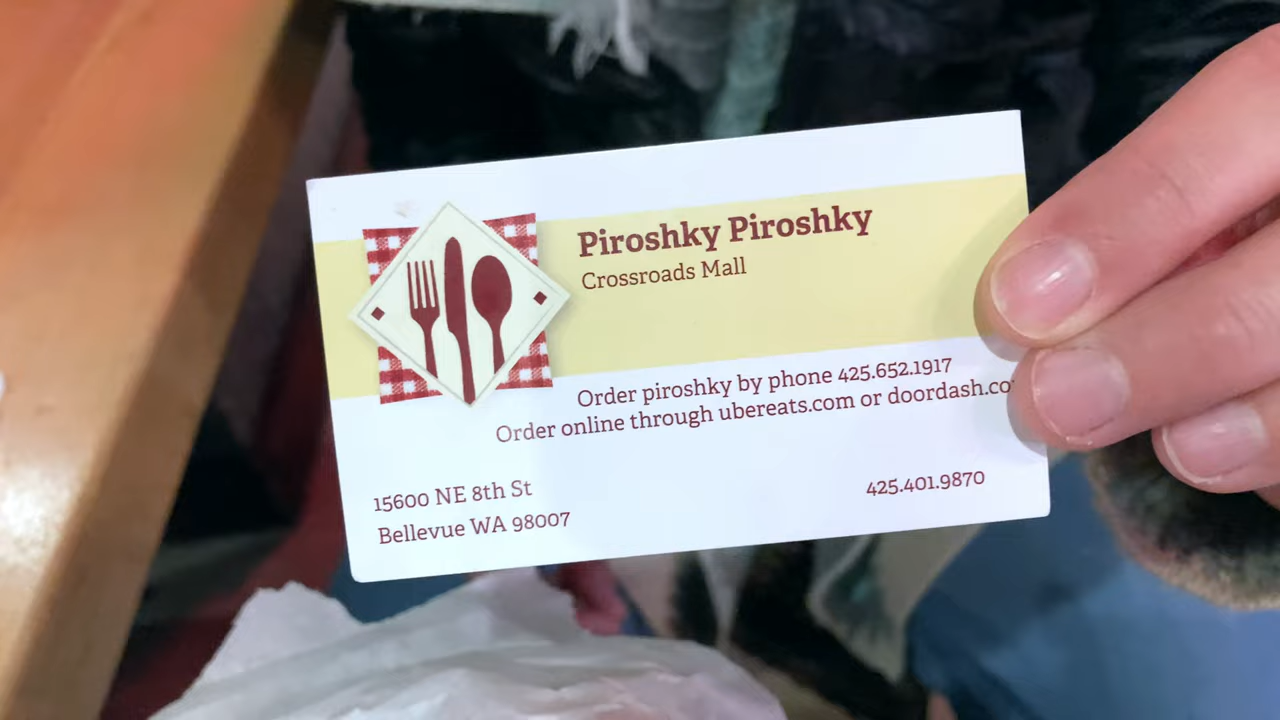 Piroshky Piroshky
Crossroads Mall
Order piroshky by phone 425.652.1917
Order online through ubereats.com or doordash.co
15600 NE 8th St
Bellevue WA 98007
425.401.9870